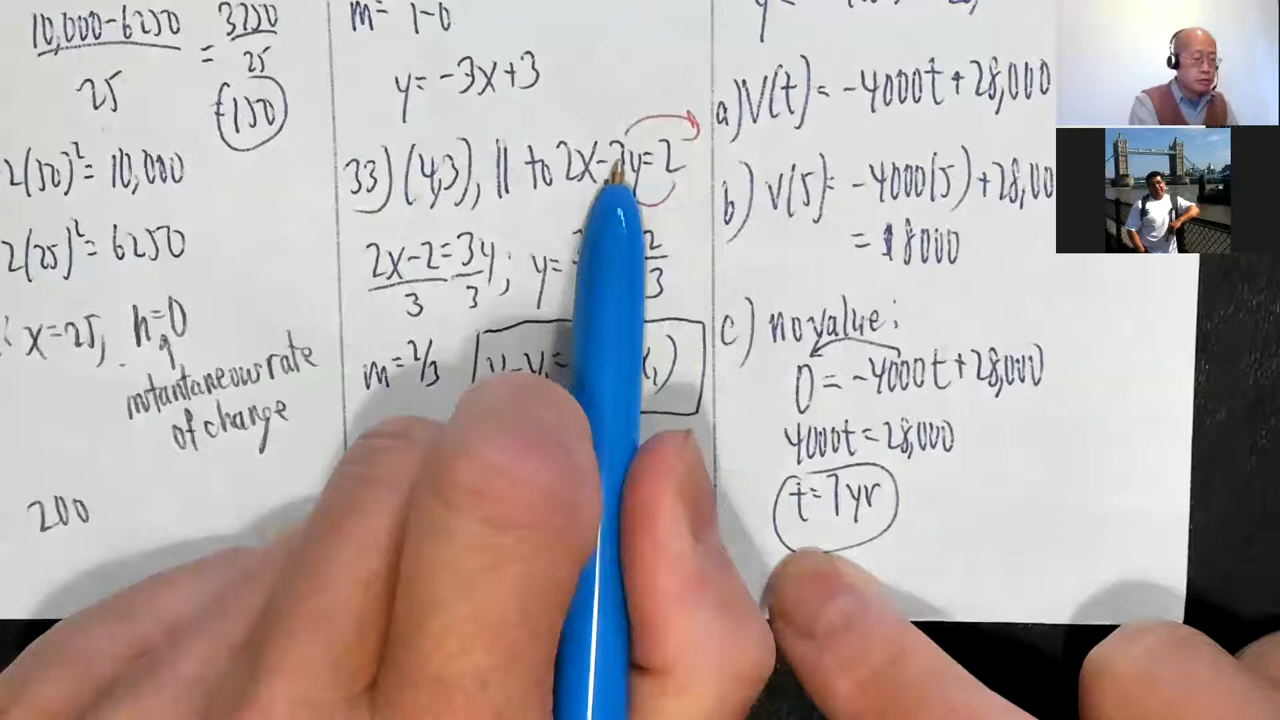 10,000-6250 = 3750
25 25
150
2(50)²= 10,000
2(25)²= 6250
x=25, h=0
instantaneous rate
of change
200
m= 1-0
y=-3x+3
33) (4,3), || to 2x-3y=2
2x-2=3y; y=
3 3 3
m=2/3
y=
a) V(t)= -4000t+28,000
b) V(5)= -4000(5)+28,00
= 18000
c) no value:
0=-4000t+28,000
4000t=28,000
t=7yr